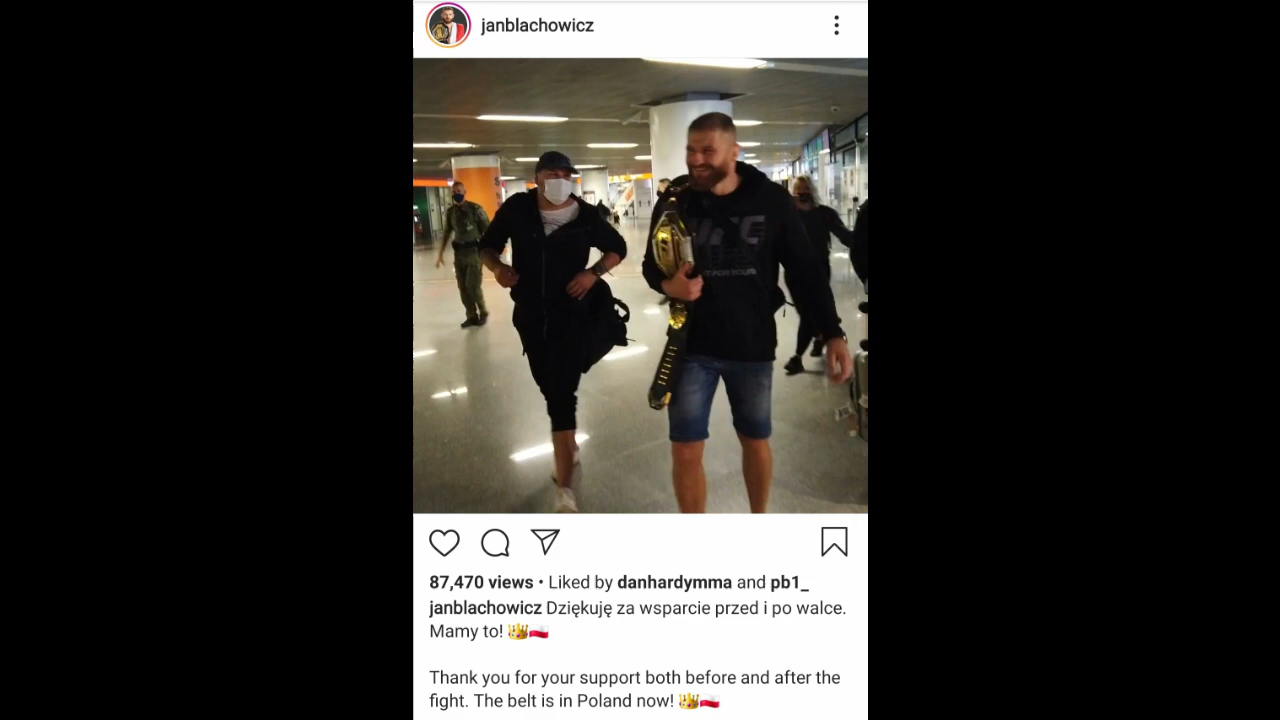 janblachowicz
87,470 views • Liked by danhardymma and pb1_
janblachowicz Dziękuję za wsparcie przed i po walce.
Mamy to! 👑🇵🇱
Thank you for your support both before and after the
fight. The belt is in Poland now! 👑🇵🇱